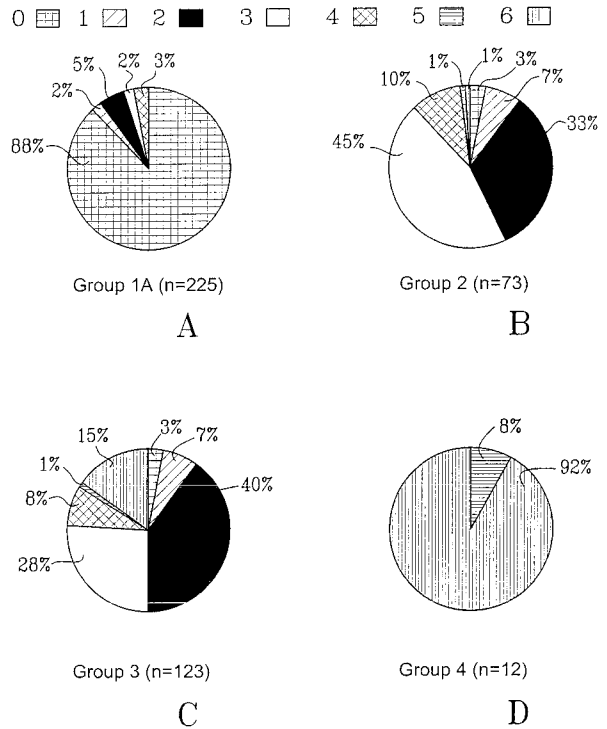 0 1 2 3 4 5 6
5% 2% 3%
2%
88%
Group 1A (n=225)
A
1% 1% 3%
10% 7%
45% 33%
Group 2 (n=73)
B
15% 3% 7%
1% 40%
8%
28%
Group 3 (n=123)
C
8%
92%
Group 4 (n=12)
D